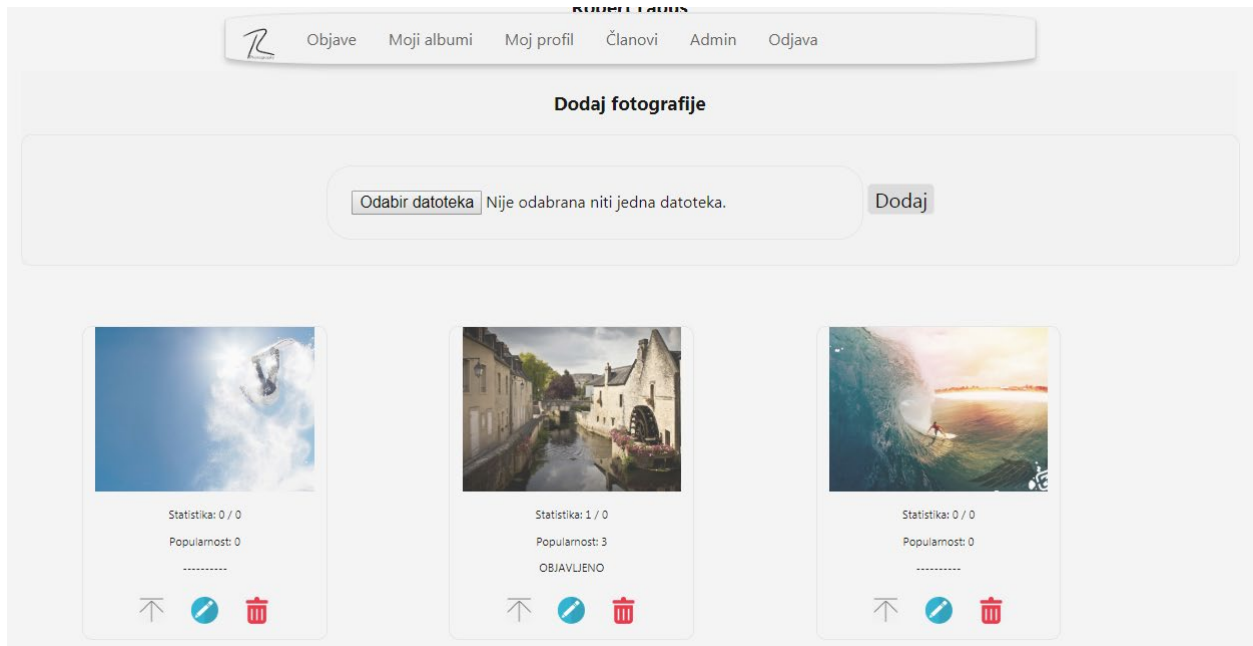 Robert
Objave Moji albumi Moj profil Članovi Admin Odjava
Dodaj fotografije
Odabir datoteka Nije odabrana niti jedna datoteka. Dodaj
Statistika: 0 / 0 Statistika: 1 / 0 Statistika: 0 / 0
Popularnost: 0 Popularnost: 3 Popularnost: 0
---------- OBJAVLJENO ----------